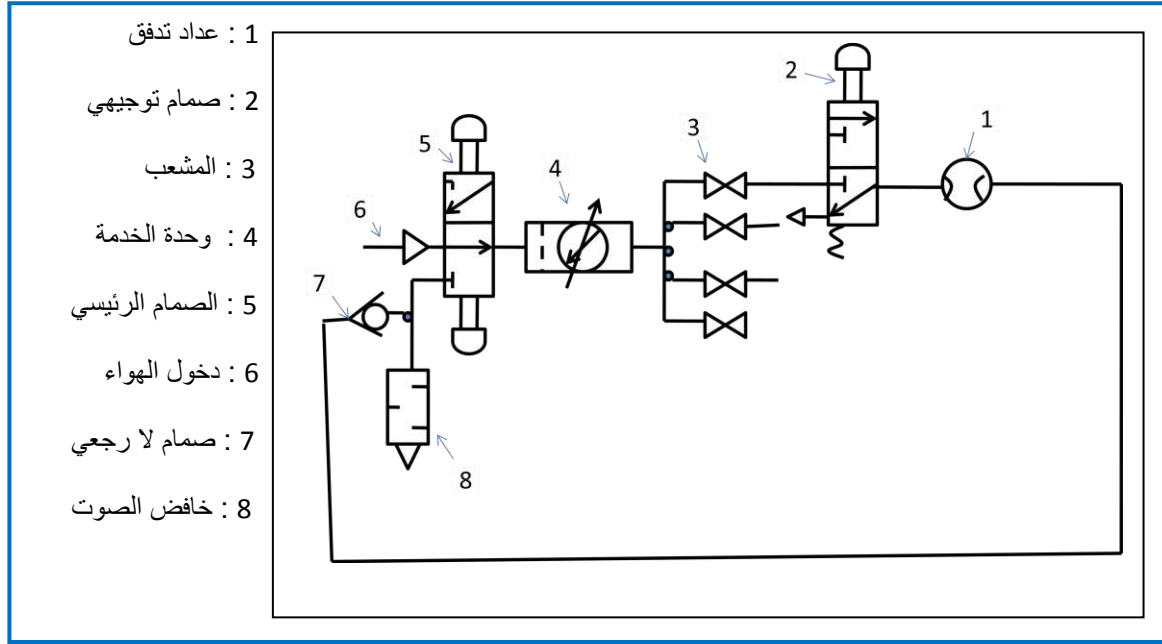 1 : عداد تدفق
2 : صمام توجيهي
3 : المشعب
4 : وحدة الخدمة
5 : الصمام الرئيسي
6 : دخول الهواء
7 : صمام لا رجعي
8 : خافض الصوت
2
1
5
3
4
6
7
8